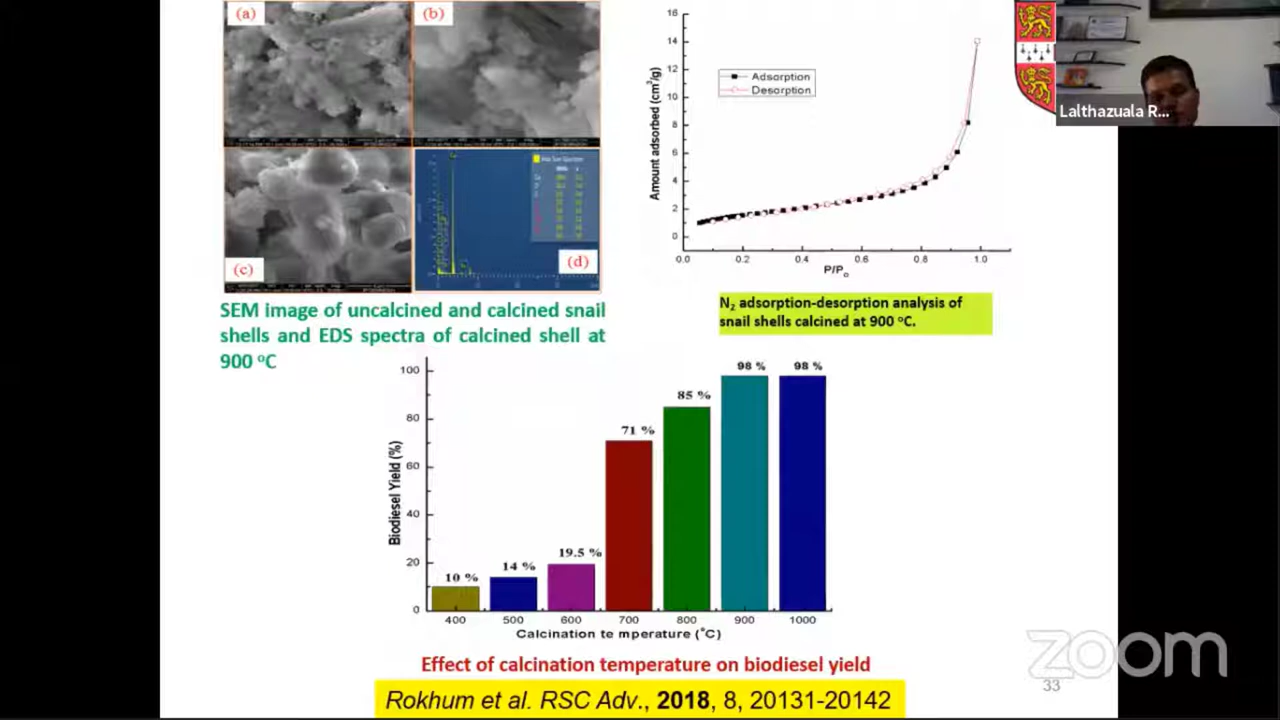 (a)
(b)
(c)
(d)
SEM image of uncalcined and calcined snail
shells and EDS spectra of calcined shell at
900 °C
16
14
12
10
8
6
4
2
0
Amount adsorbed (cm³/g)
Adsorption
Desorption
0.0 0.2 0.4 0.6 0.8 1.0
P/Po
N₂ adsorption-desorption analysis of
snail shells calcined at 900 °C.
Lalthazuala R...
100
80
60
40
20
0
Biodiesel Yield (%)
10 %
14 %
19.5 %
71 %
85 %
98 %
98 %
400 500 600 700 800 900 1000
Calcination te mperature (°C)
Effect of calcination temperature on biodiesel yield
Rokhum et al. RSC Adv., 2018, 8, 20131-20142
zoom
33